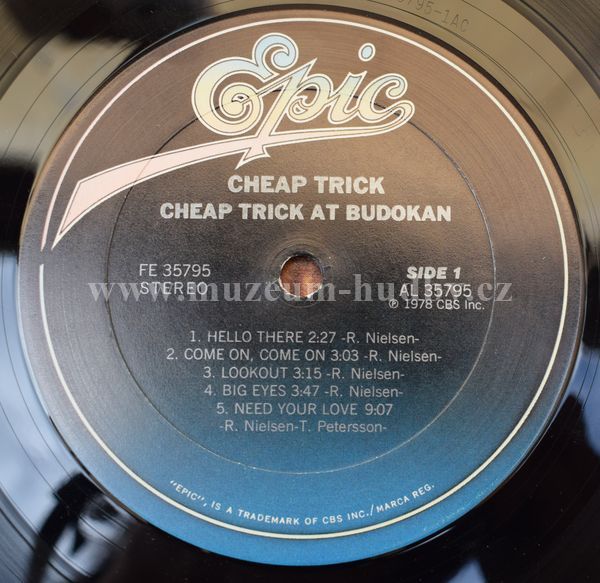 5795-1AC
Epic
CHEAP TRICK
CHEAP TRICK AT BUDOKAN
FE 35795
STEREO
SIDE 1
AL 35795
℗ 1978 CBS Inc.
www.muzeum-hudby.cz
1. HELLO THERE 2:27 -R. Nielsen-
2. COME ON, COME ON 3:03 -R. Nielsen-
3. LOOKOUT 3:15 -R. Nielsen-
4. BIG EYES 3:47 -R. Nielsen-
5. NEED YOUR LOVE 9:07
-R. Nielsen-T. Petersson-
"EPIC", IS A TRADEMARK OF CBS INC./MARCA REG.